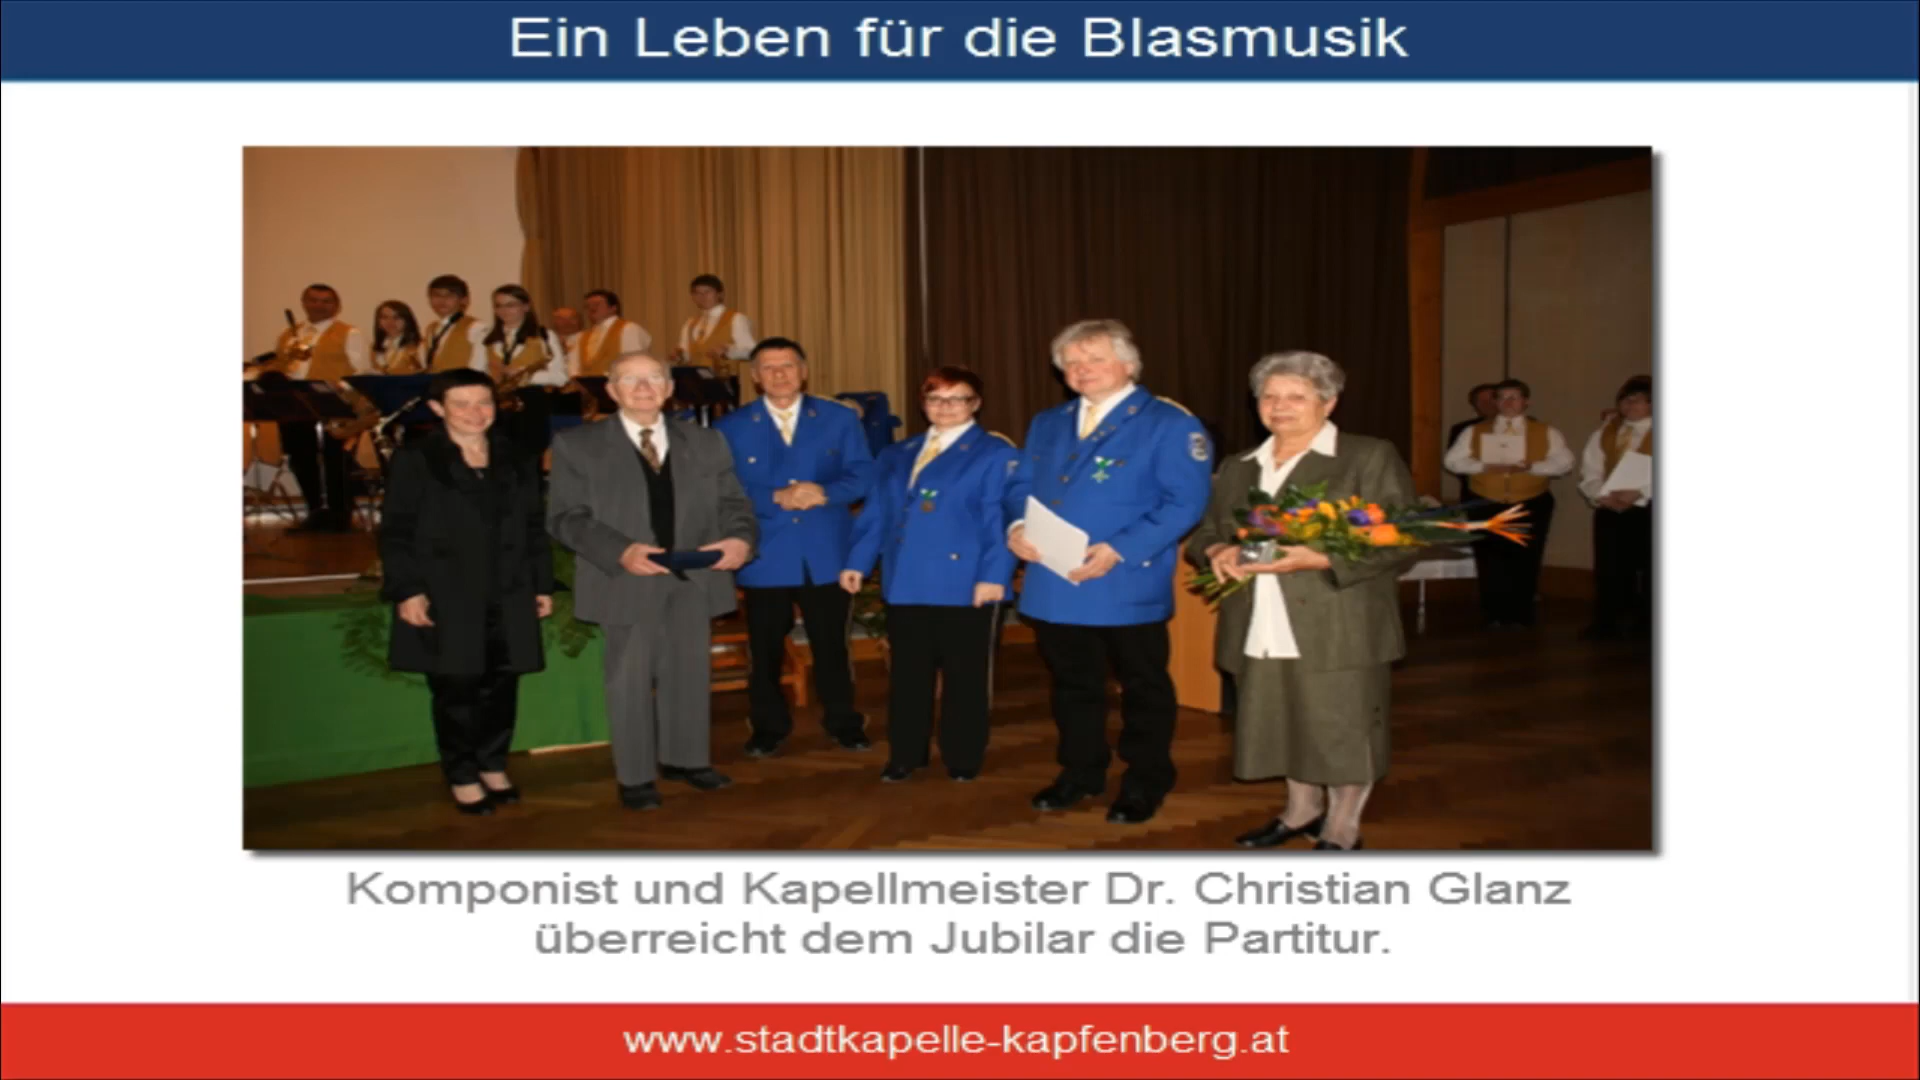 Ein Leben für die Blasmusik
Komponist und Kapellmeister Dr. Christian Glanz
überreicht dem Jubilar die Partitur.
www.stadtkapelle-kapfenberg.at